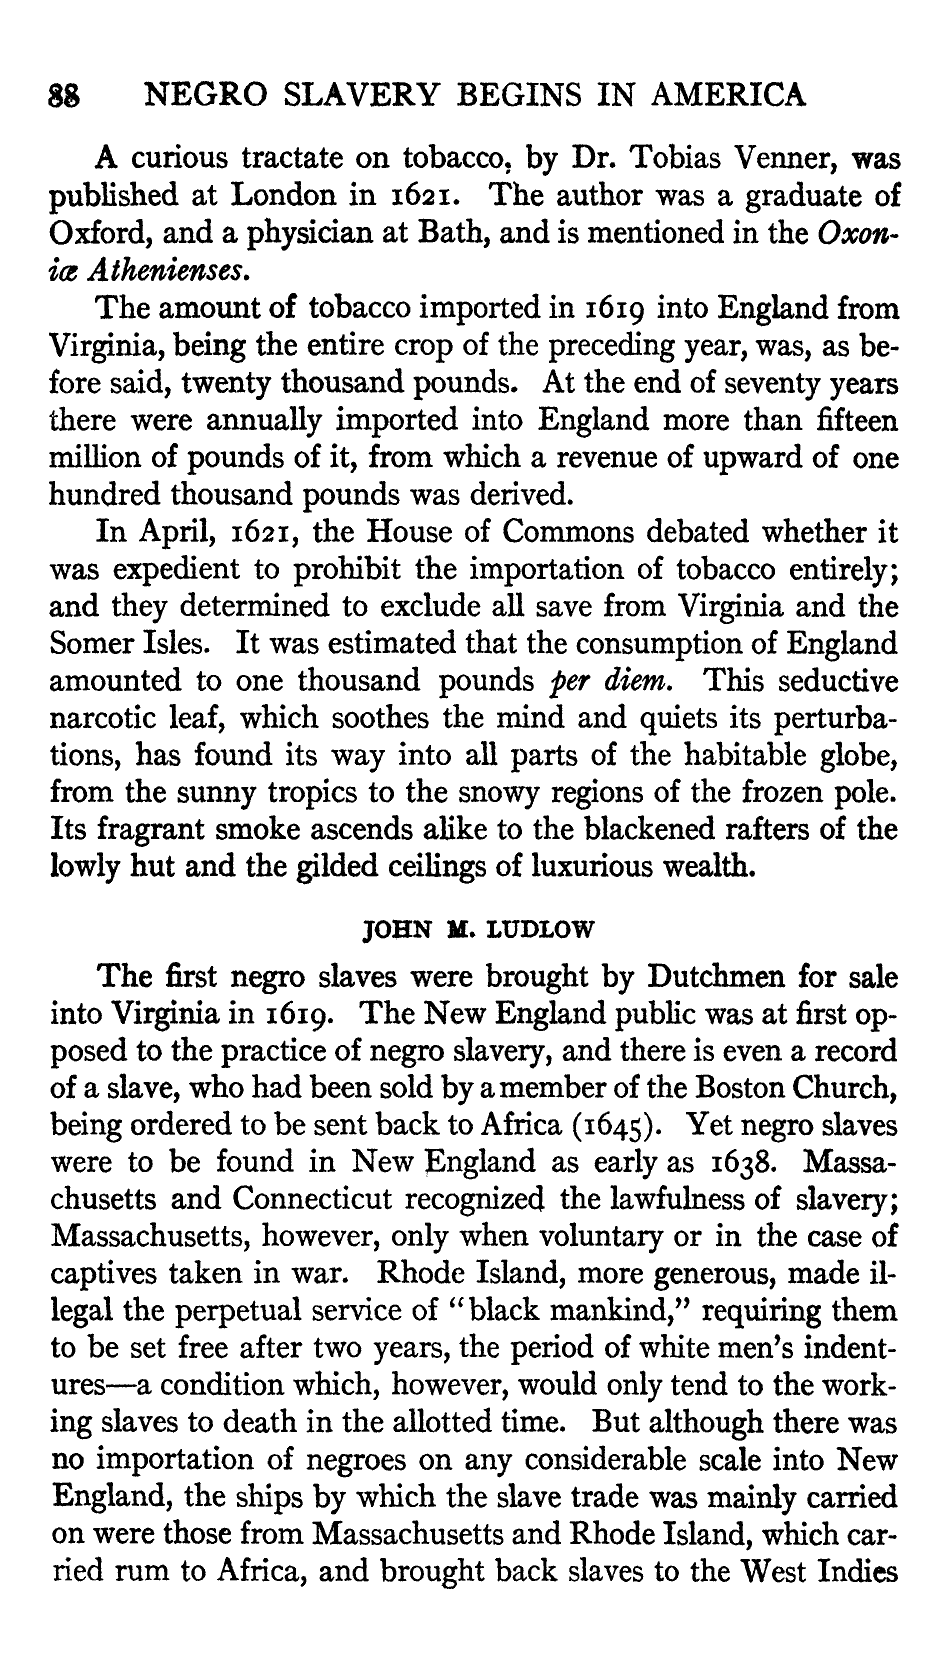 88 NEGRO SLAVERY BEGINS IN AMERICA
A curious tractate on tobacco, by Dr. Tobias Venner, was
published at London in 1621. The author was a graduate of
Oxford, and a physician at Bath, and is mentioned in the Oxon-
iæ Athenienses.
The amount of tobacco imported in 1619 into England from
Virginia, being the entire crop of the preceding year, was, as be-
fore said, twenty thousand pounds. At the end of seventy years
there were annually imported into England more than fifteen
million of pounds of it, from which a revenue of upward of one
hundred thousand pounds was derived.
In April, 1621, the House of Commons debated whether it
was expedient to prohibit the importation of tobacco entirely;
and they determined to exclude all save from Virginia and the
Somer Isles. It was estimated that the consumption of England
amounted to one thousand pounds per diem. This seductive
narcotic leaf, which soothes the mind and quiets its perturba-
tions, has found its way into all parts of the habitable globe,
from the sunny tropics to the snowy regions of the frozen pole.
Its fragrant smoke ascends alike to the blackened rafters of the
lowly hut and the gilded ceilings of luxurious wealth.
JOHN M. LUDLOW
The first negro slaves were brought by Dutchmen for sale
into Virginia in 1619. The New England public was at first op-
posed to the practice of negro slavery, and there is even a record
of a slave, who had been sold by a member of the Boston Church,
being ordered to be sent back to Africa (1645). Yet negro slaves
were to be found in New England as early as 1638. Massa-
chusetts and Connecticut recognized the lawfulness of slavery;
Massachusetts, however, only when voluntary or in the case of
captives taken in war. Rhode Island, more generous, made il-
legal the perpetual service of "black mankind," requiring them
to be set free after two years, the period of white men's indent-
ures—a condition which, however, would only tend to the work-
ing slaves to death in the allotted time. But although there was
no importation of negroes on any considerable scale into New
England, the ships by which the slave trade was mainly carried
on were those from Massachusetts and Rhode Island, which car-
ried rum to Africa, and brought back slaves to the West Indies